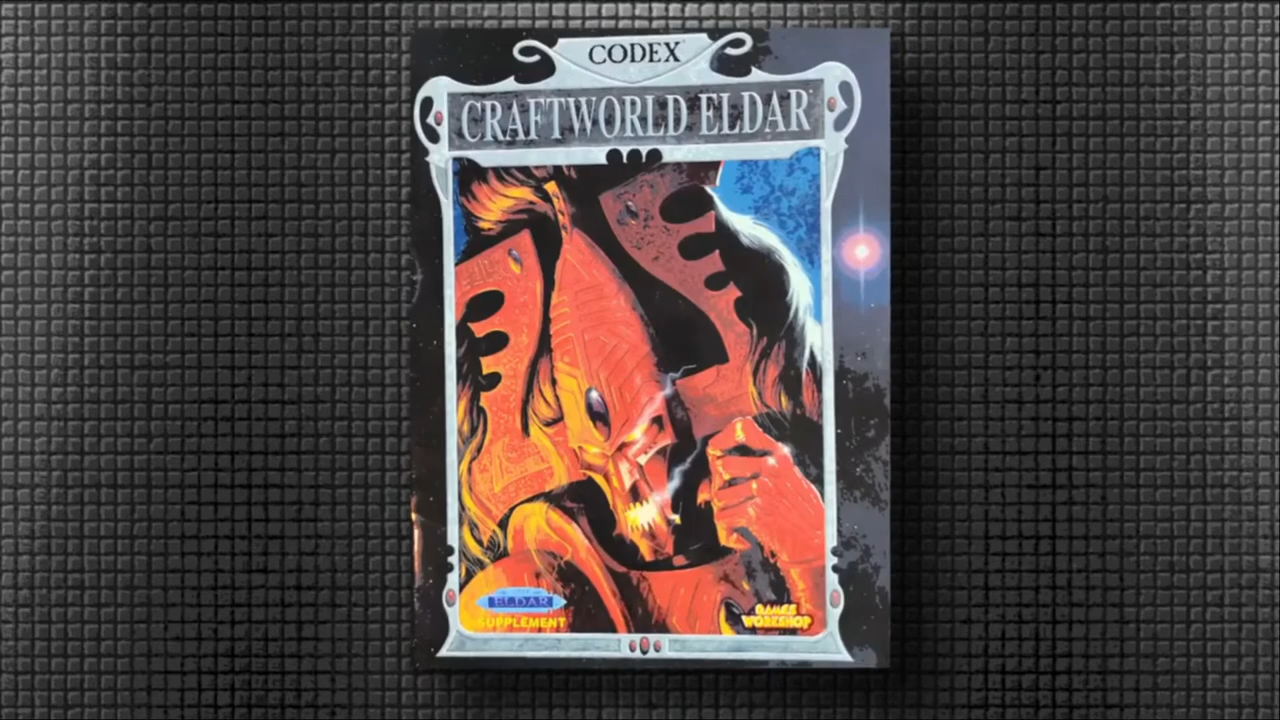 CODEX
CRAFTWORLD ELDAR
ELDAR
SUPPLEMENT
GAMES
WORKSHOP